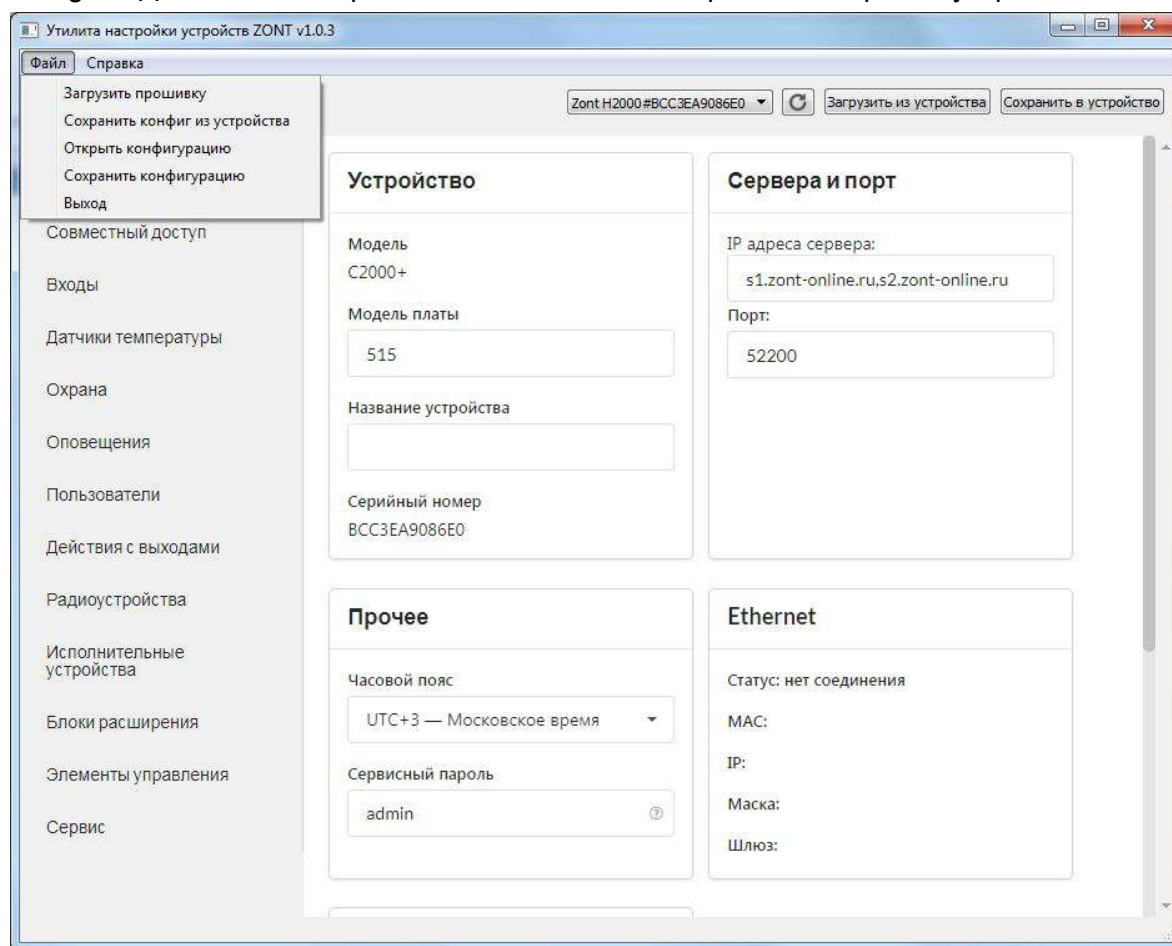 Утилита настройки устройств ZONT v1.0.3
Файл Справка
Загрузить прошивку
Сохранить конфиг из устройства
Открыть конфигурацию
Сохранить конфигурацию
Выход
Zont H2000#BCC3EA9086E0
Загрузить из устройства
Сохранить в устройство
Совместный доступ
Входы
Датчики температуры
Охрана
Оповещения
Пользователи
Действия с выходами
Радиоустройства
Исполнительные
устройства
Блоки расширения
Элементы управления
Сервис
Устройство
Модель
C2000+
Модель платы
515
Название устройства
Серийный номер
BCC3EA9086E0
Сервера и порт
IP адреса сервера:
s1.zont-online.ru,s2.zont-online.ru
Порт:
52200
Прочее
Часовой пояс
UTC+3 — Московское время
Сервисный пароль
admin
Ethernet
Статус: нет соединения
MAC:
IP:
Маска:
Шлюз: